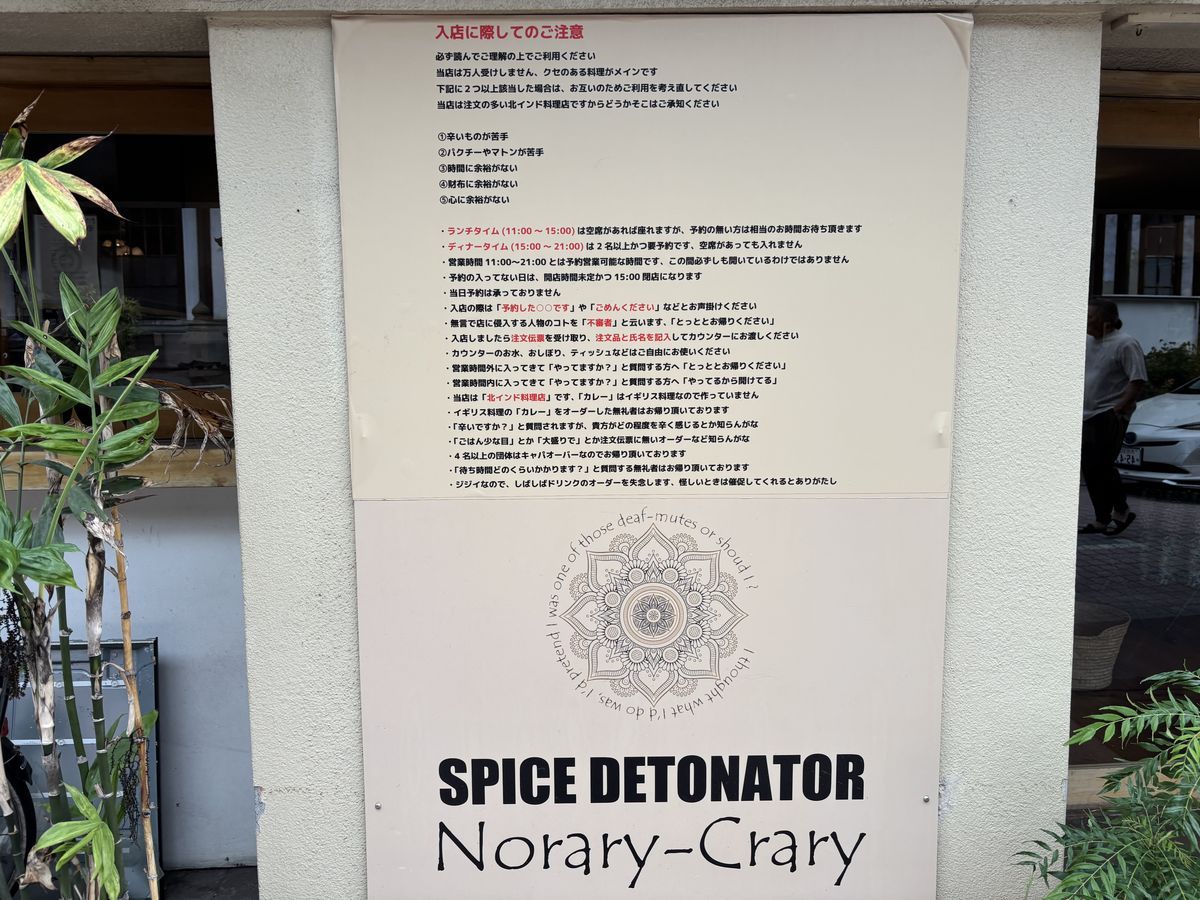 入店に際してのご注意
必ず読んでご理解の上でご利用ください
当店は万人受けしません、クセのある料理がメインです
下記に2つ以上該当した場合は、お互いのためご利用を考え直してください
当店は注文の多い北インド料理店ですからどうかそこはご承知ください
①辛いものが苦手
②パクチーやマトンが苦手
③時間に余裕がない
④財布に余裕がない
⑤心に余裕がない
・ランチタイム (11:00 〜 15:00) は空席があれば座れますが、予約の無い方は相当のお時間お待ち頂きます
・ディナータイム (15:00 〜 21:00) は2名以上かつ要予約です、空席があっても入れません
・営業時間 11:00〜21:00 とは予約営業可能な時間です、この間必ずしも開いているわけではありません
・予約の入ってない日は、開店時間未定かつ 15:00 閉店になります
・当日予約は承っておりません
・入店の際は「予約した○○です」や「ごめんください」などとお声掛けください
・無言で店に侵入する人物のコトを「不審者」と云います、「とっととお帰りください」
・入店しましたら注文伝票を受け取り、注文品と氏名を記入してカウンターにお渡しください
・カウンターのお水、おしぼり、ティッシュなどはご自由にお使いください
・営業時間外に入ってきて「やってますか？」と質問する方へ「とっととお帰りください」
・営業時間内に入ってきて「やってますか？」と質問する方へ「やってるから開けてる」
・当店は「北インド料理店」です、「カレー」はイギリス料理なので作っていません
・イギリス料理の「カレー」をオーダーした無礼者はお帰り頂いております
・「辛いですか？」と質問されますが、貴方がどの程度を辛く感じるとか知らんがな
・「ごはん少な目」とか「大盛りで」とか注文伝票に無いオーダーなど知らんがな
・4名以上の団体はキャパオーバーなのでお帰り頂いております
・「待ち時間どのくらいかかります？」と質問する無礼者はお帰り頂いております
・ジジイなので、しばしばドリンクのオーダーを失念します、怪しいときは催促してくれるとありがたし
I thought what I'd do was, I'd pretend I was one of those deaf-mutes or shoud I ?
SPICE DETONATOR
Norary-Crary